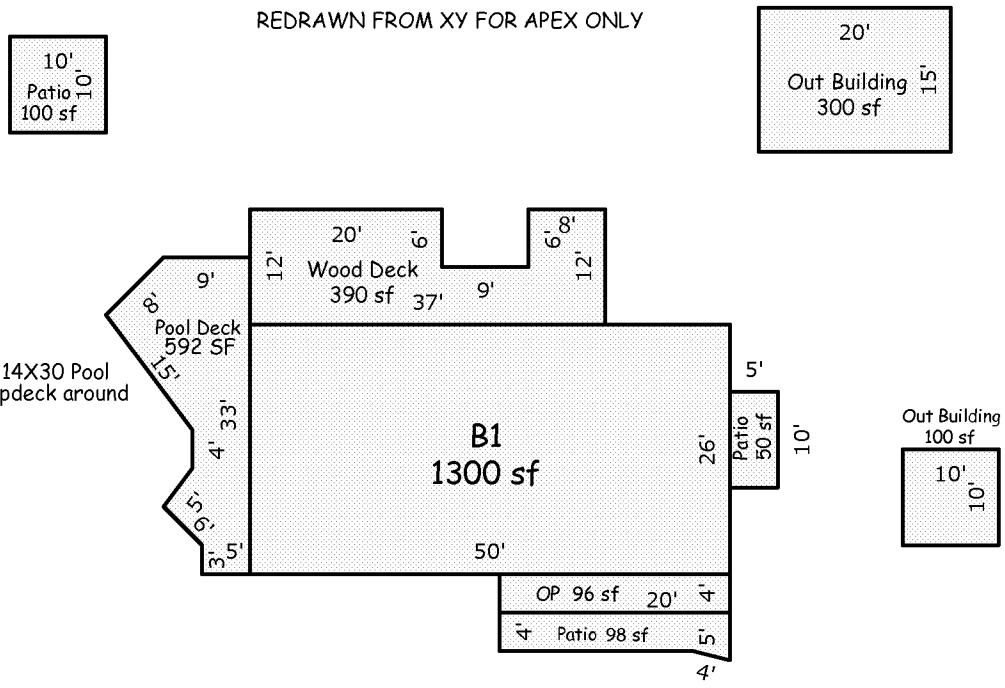 REDRAWN FROM XY FOR APEX ONLY
10'
10'
Patio
100 sf
20'
15'
Out Building
300 sf
20'
6'
6'
8'
12'
Wood Deck
390 sf
37'
9'
12'
9'
8'
Pool Deck
592 SF
15'
14X30 Pool
pdeck around
33'
4'
5'
6'
3'
5'
B1
1300 sf
26'
50'
5'
Patio
50 sf
10'
Out Building
100 sf
10'
10'
OP 96 sf
20'
4'
4'
Patio 98 sf
5'
4'